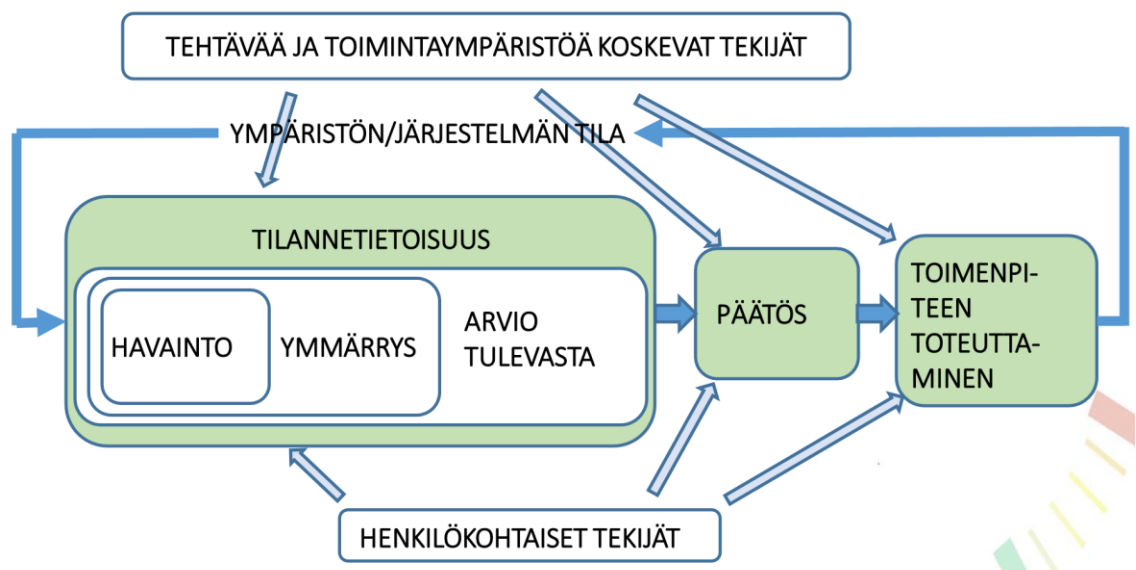 TEHTÄVÄÄ JA TOIMINTAYMPÄRISTÖÄ KOSKEVAT TEKIJÄT
YMPÄRISTÖN/JÄRJESTELMÄN TILA
TILANNETIETOISUUS
HAVAINTO
YMMÄRRYS
ARVIO
TULEVASTA
PÄÄTÖS
TOIMENPI-
TEEN
TOTEUTTA-
MINEN
HENKILÖKOHTAISET TEKIJÄT